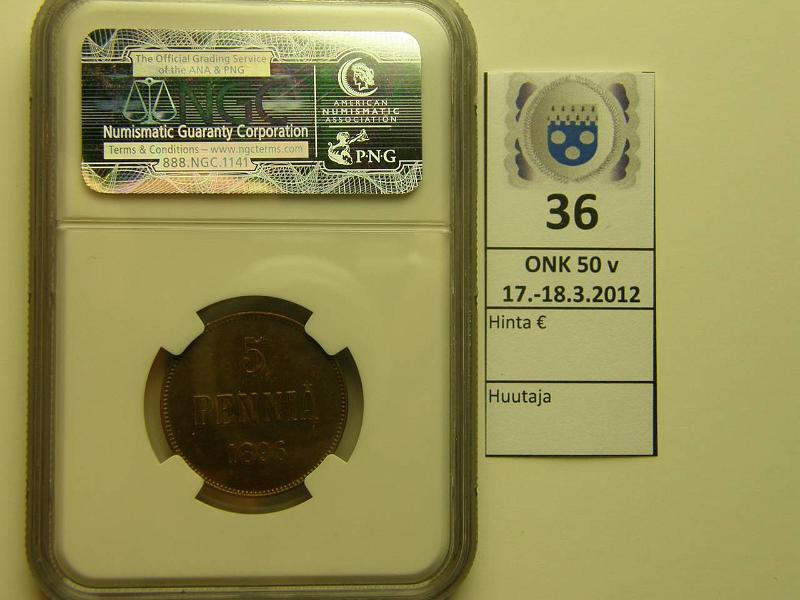 The Official Grading Service
of the ANA & PNG
NGC
Numismatic Guaranty Corporation
Terms & Conditions – www.ngcterms.com
888.NGC.1141
AMERICAN
NUMISMATIC
ASSOCIATION
PNG
5
PENNIÄ
1896
36
ONK 50 v
17.-18.3.2012
Hinta €
Huutaja